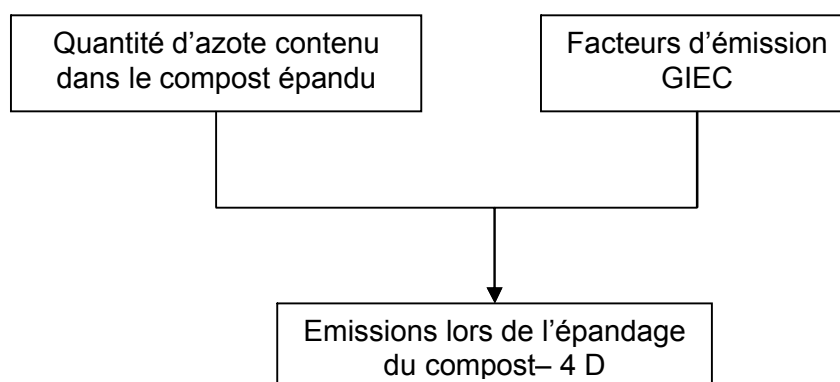 Quantité d’azote contenu
dans le compost épandu
Facteurs d’émission
GIEC
Emissions lors de l’épandage
du compost– 4 D